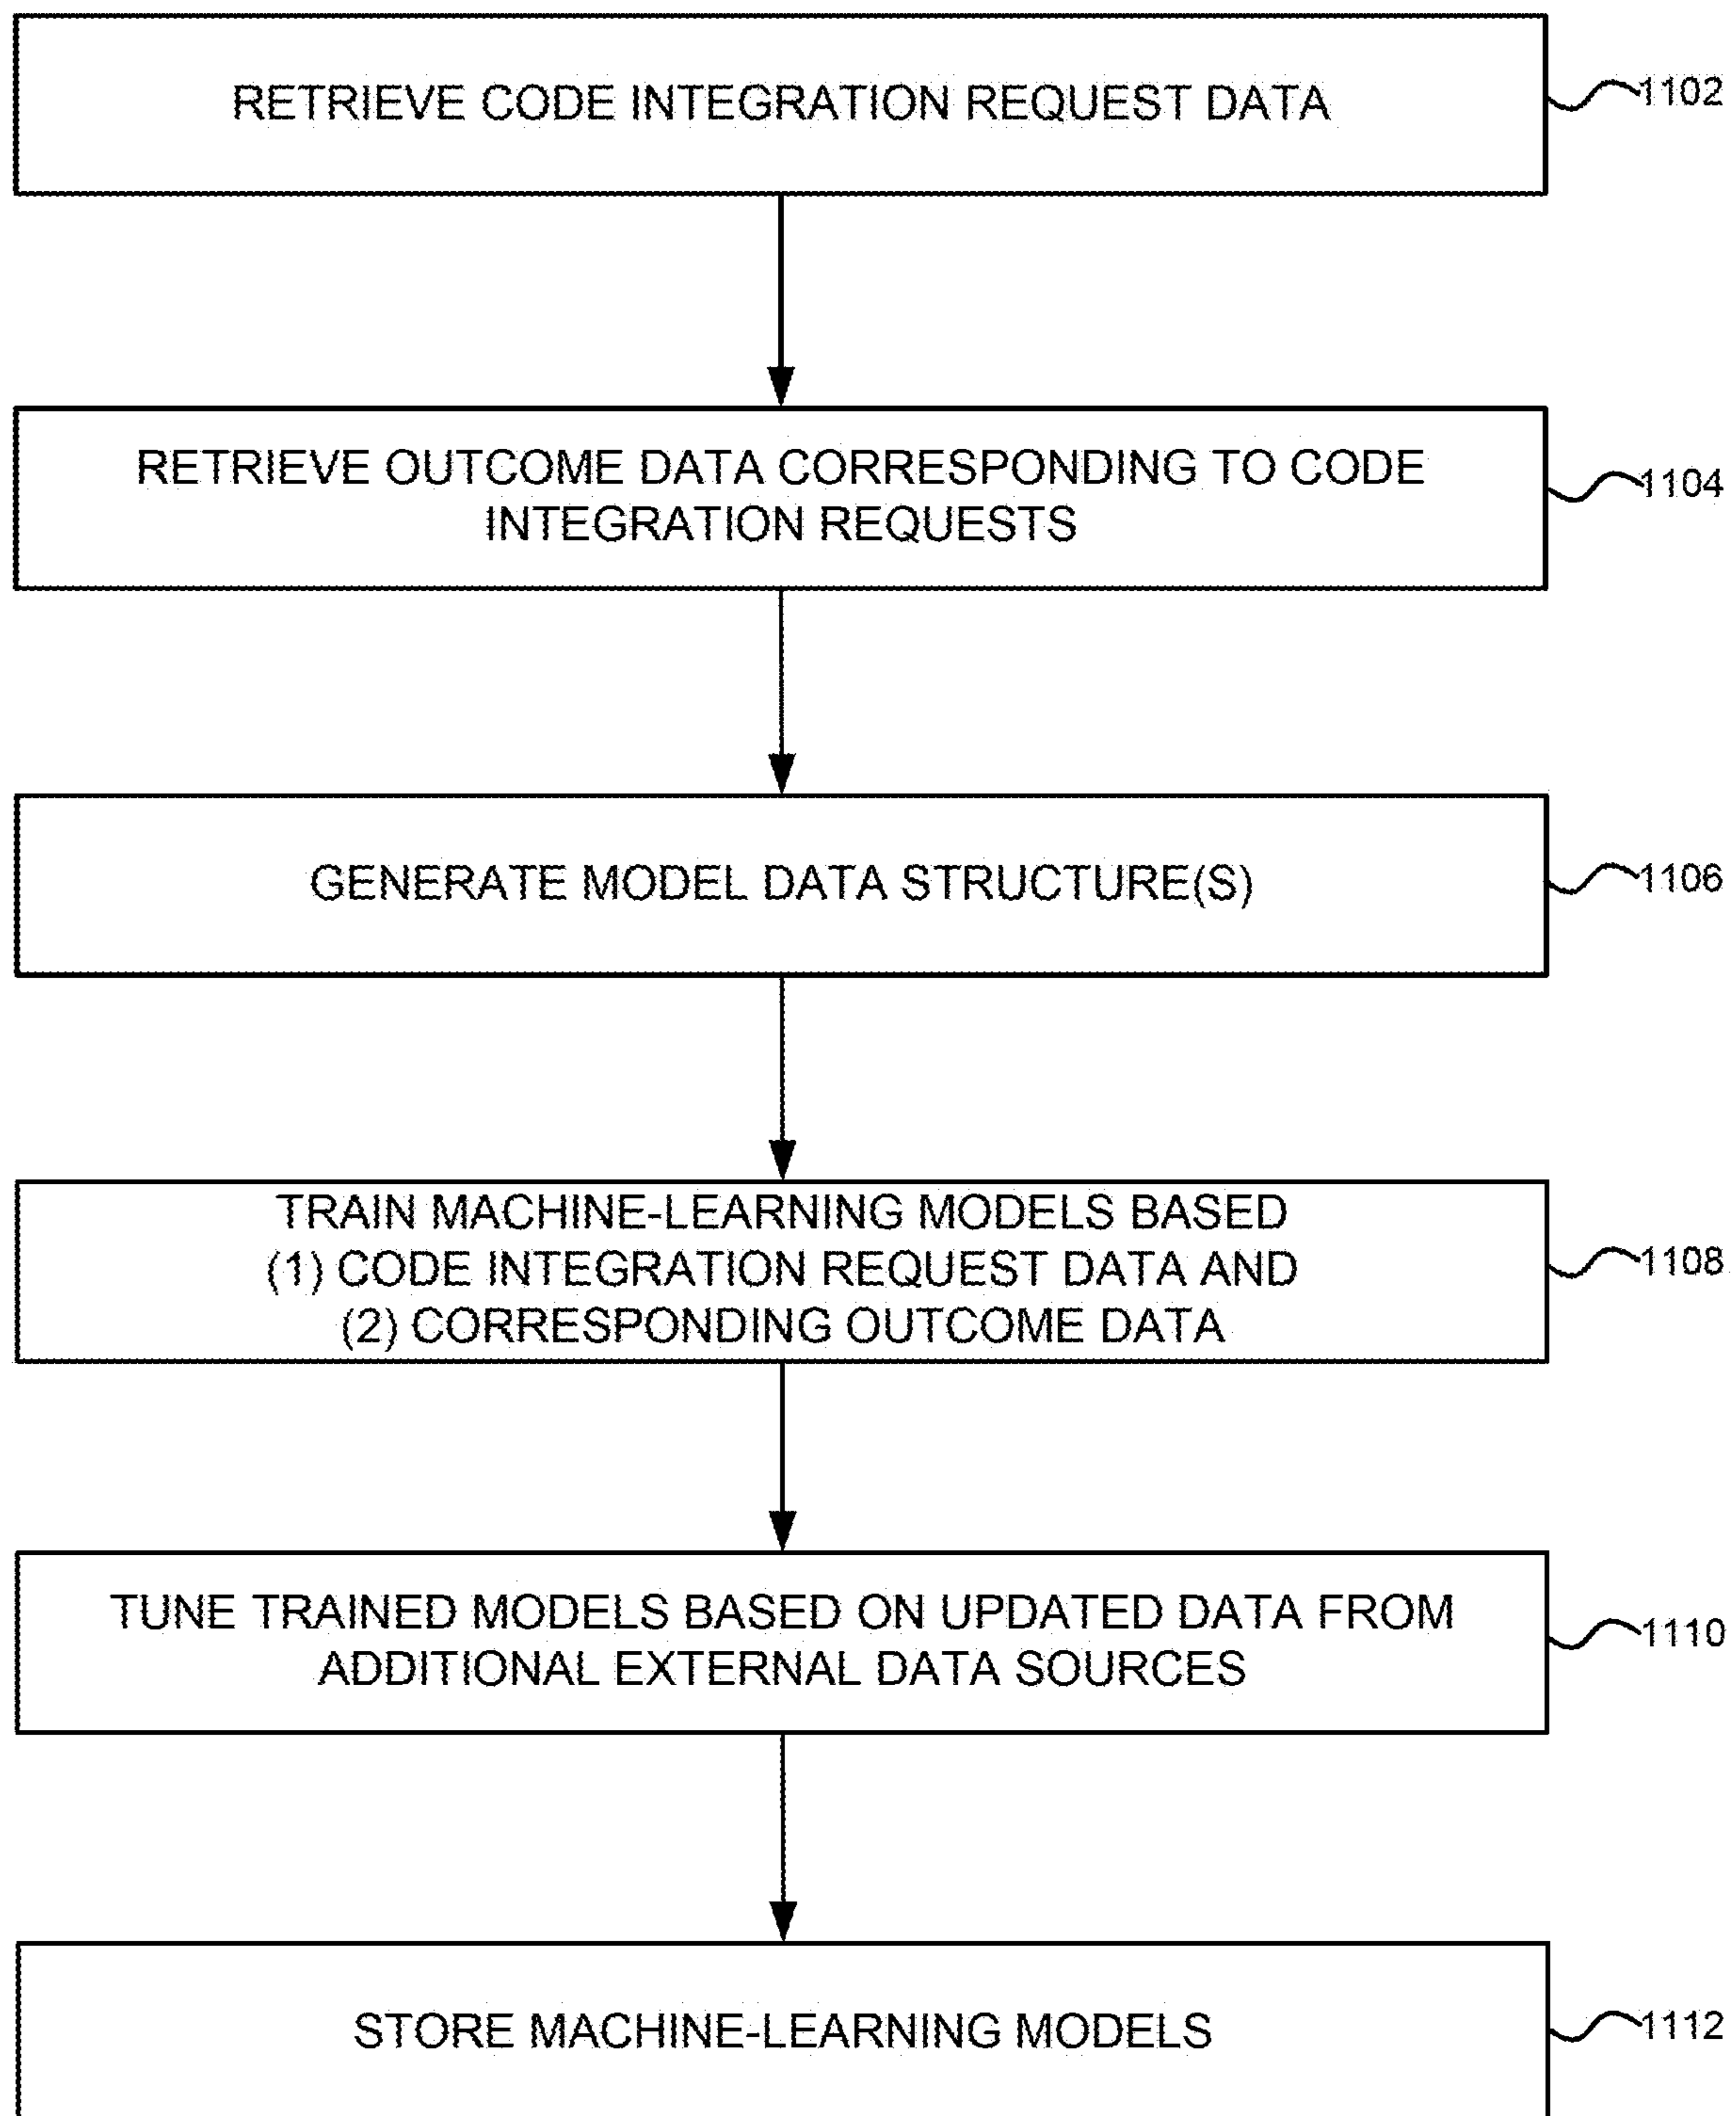 RETRIEVE CODE INTEGRATION REQUEST DATA
1102
RETRIEVE OUTCOME DATA CORRESPONDING TO CODE
INTEGRATION REQUESTS
1104
GENERATE MODEL DATA STRUCTURE(S)
1106
TRAIN MACHINE-LEARNING MODELS BASED
(1) CODE INTEGRATION REQUEST DATA AND
(2) CORRESPONDING OUTCOME DATA
1108
TUNE TRAINED MODELS BASED ON UPDATED DATA FROM
ADDITIONAL EXTERNAL DATA SOURCES
1110
STORE MACHINE-LEARNING MODELS
1112